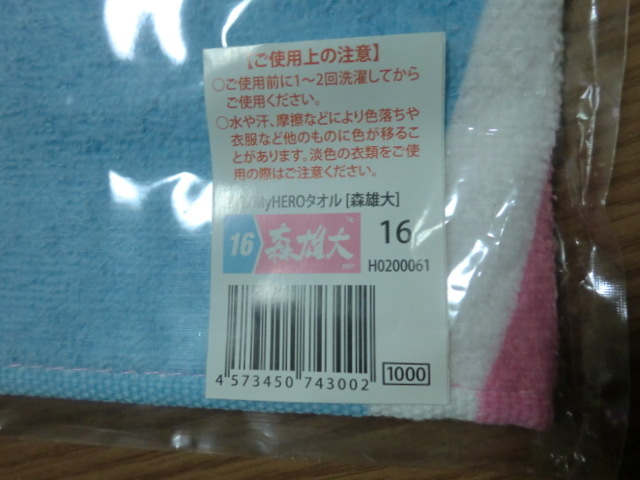 【ご使用上の注意】
○ご使用前に1～2回洗濯してから
ご使用ください。
○水や汗、摩擦などにより色落ちや
衣服など他のものに色が移るこ
とがあります。淡色の衣類をご使
用の際はご注意ください。
MyHEROタオル [森雄大]
16 森雄大 16
H0200061
4 573450 743002
1000